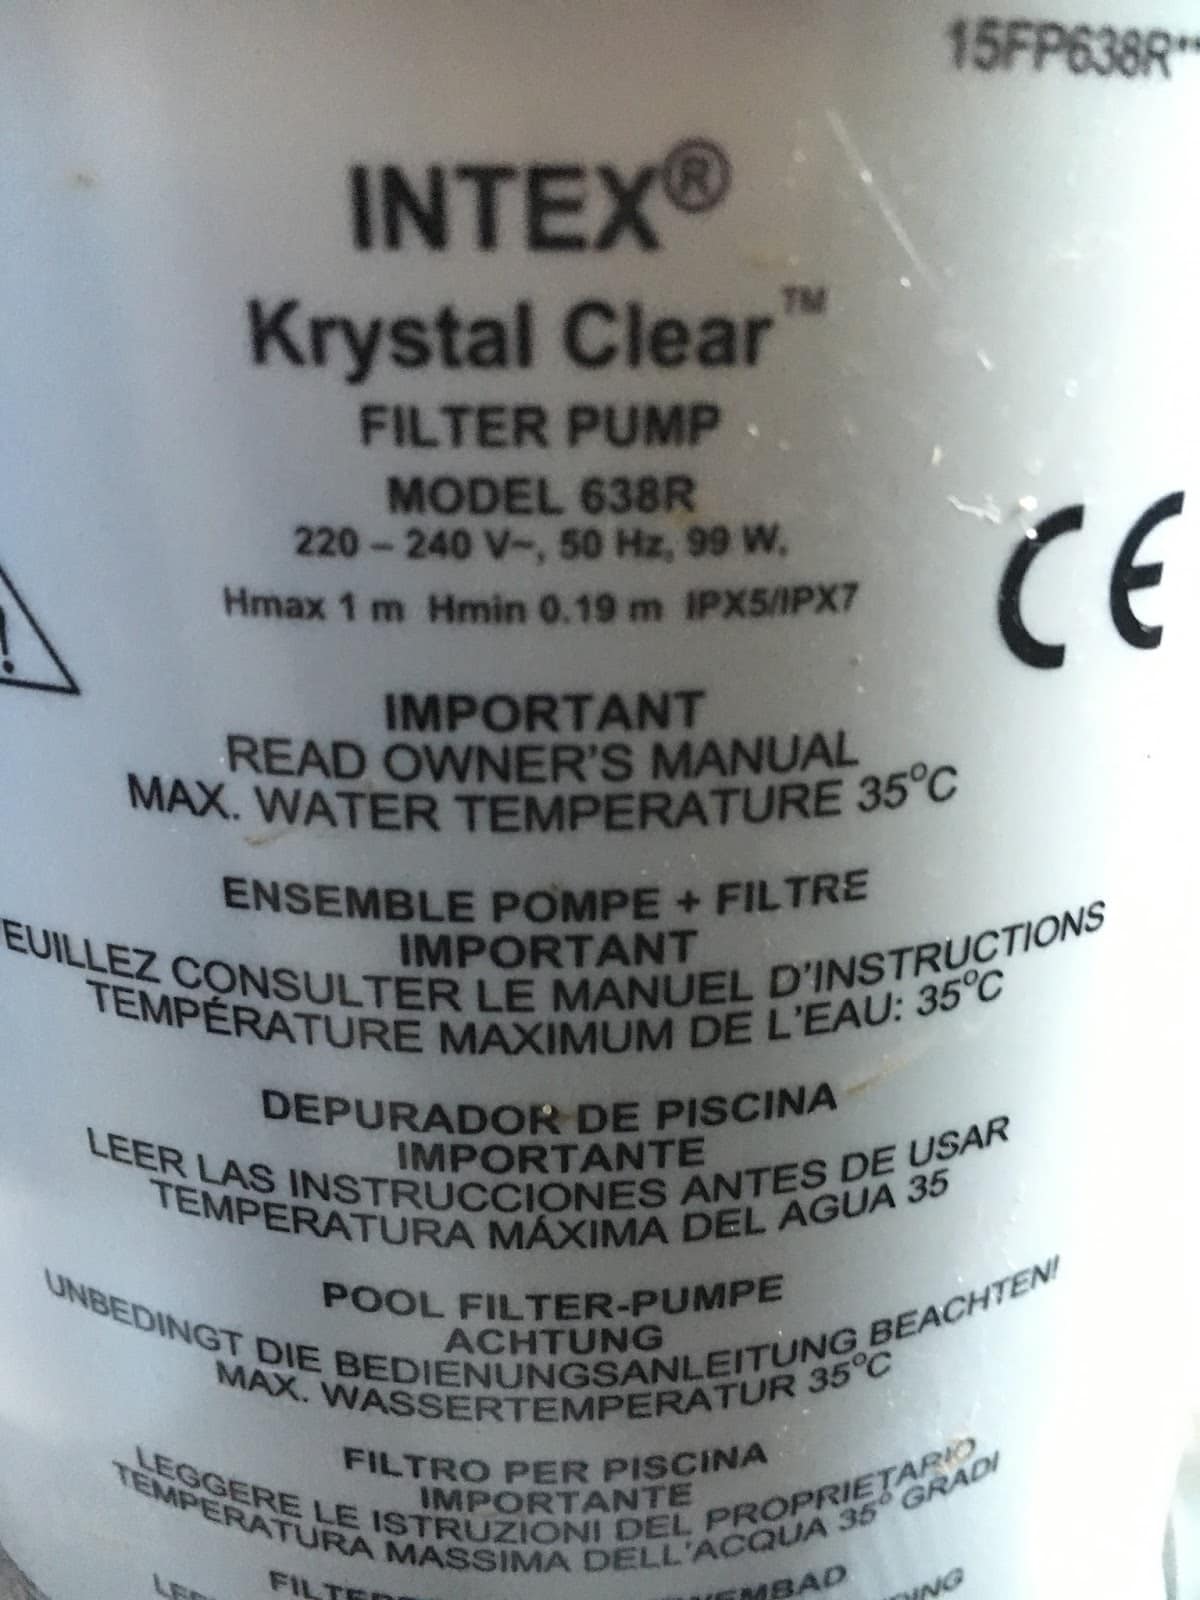 15FP638R**
INTEX®
Krystal Clear™
FILTER PUMP
MODEL 638R
220 – 240 V~, 50 Hz, 99 W,
Hmax 1 m Hmin 0.19 m IPX5/IPX7
CE
!
IMPORTANT
READ OWNER'S MANUAL
MAX. WATER TEMPERATURE 35°C
ENSEMBLE POMPE + FILTRE
IMPORTANT
EUILLEZ CONSULTER LE MANUEL D'INSTRUCTIONS
TEMPÉRATURE MAXIMUM DE L'EAU: 35°C
DEPURADOR DE PISCINA
IMPORTANTE
LEER LAS INSTRUCCIONES ANTES DE USAR
TEMPERATURA MÁXIMA DEL AGUA 35
POOL FILTER-PUMPE
ACHTUNG
UNBEDINGT DIE BEDIENUNGSANLEITUNG BEACHTEN!
MAX. WASSERTEMPERATUR 35°C
FILTRO PER PISCINA
IMPORTANTE
LEGGERE LE ISTRUZIONI DEL PROPRIETARIO
TEMPERATURA MASSIMA DELL'ACQUA 35° GRADI